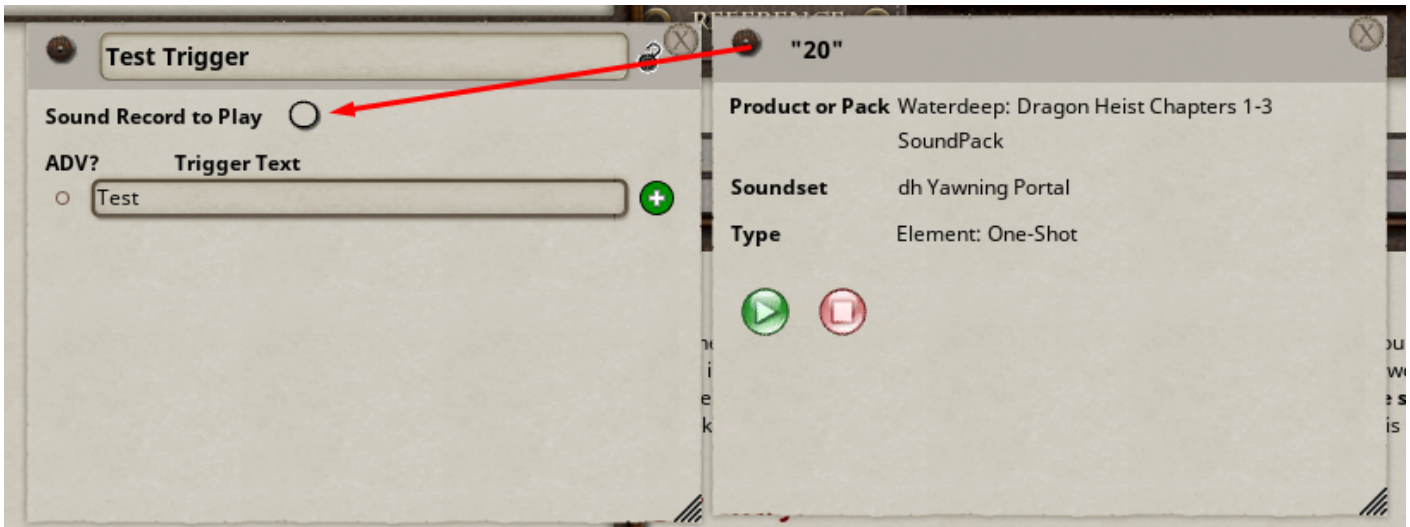 REFERENCE
Test Trigger
Sound Record to Play
ADV? Trigger Text
Test
"20"
Product or Pack Waterdeep: Dragon Heist Chapters 1-3
SoundPack
Soundset dh Yawning Portal
Type Element: One-Shot